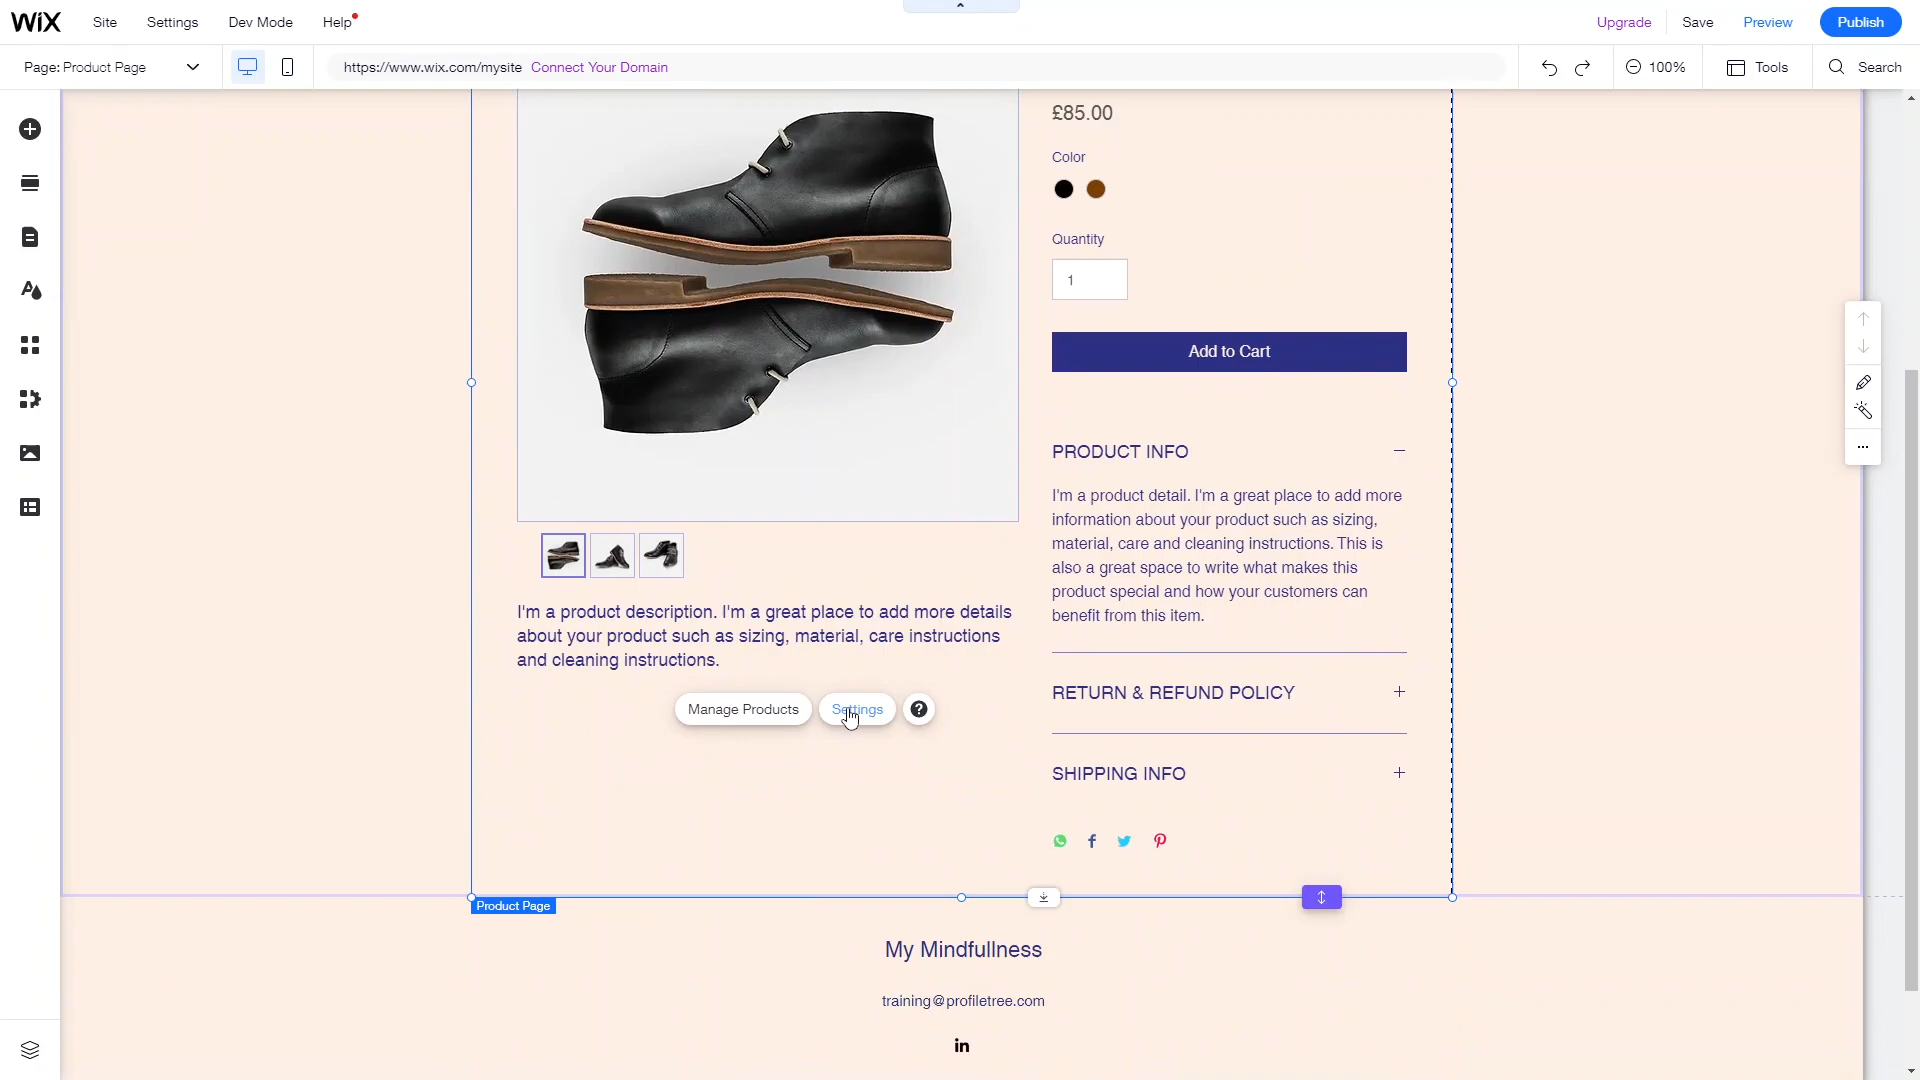 WiX Site Settings Dev Mode Help Upgrade Save Preview Publish
Page: Product Page https://www.wix.com/mysite Connect Your Domain 100% Tools Search
£85.00
Color
Quantity
1
Add to Cart
PRODUCT INFO
I'm a product detail. I'm a great place to add more
information about your product such as sizing,
material, care and cleaning instructions. This is
also a great space to write what makes this
product special and how your customers can
benefit from this item.
I'm a product description. I'm a great place to add more details
about your product such as sizing, material, care instructions
and cleaning instructions.
Manage Products Settings ?
RETURN & REFUND POLICY
SHIPPING INFO
Product Page
My Mindfullness
training@profiletree.com
in